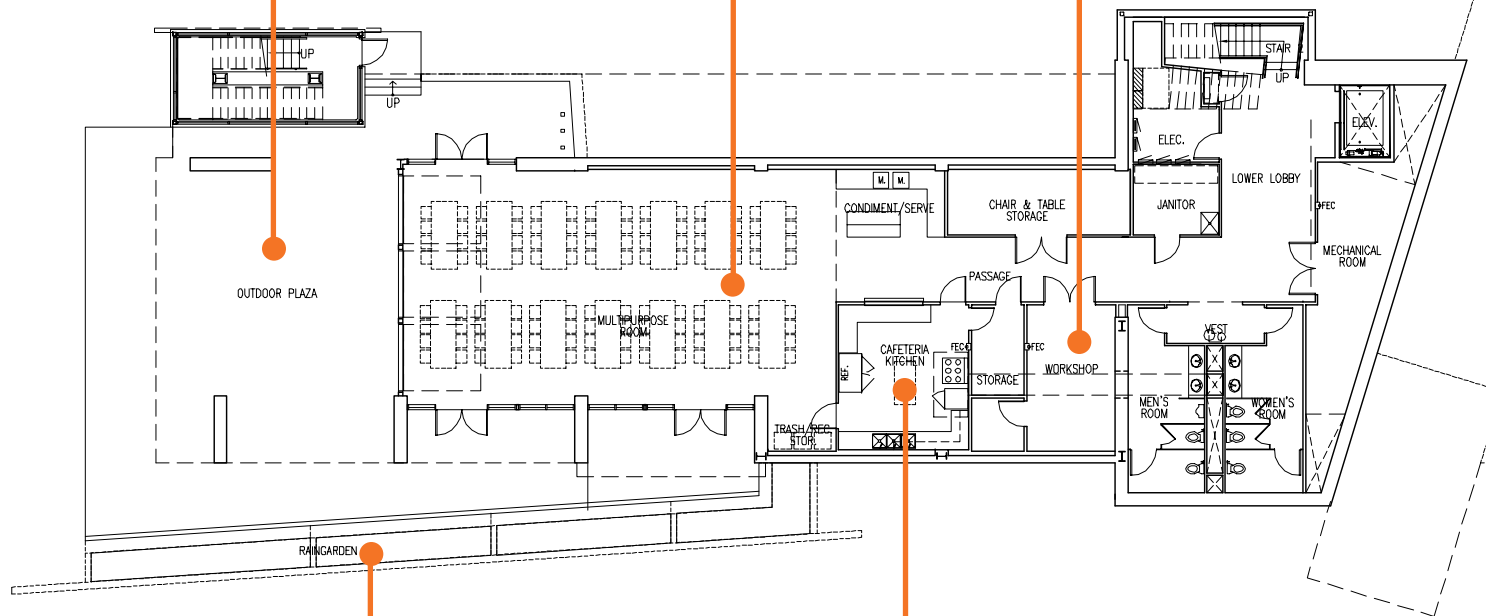 UP
UP
STAIR
UP
ELEV.
ELEC.
LOWER LOBBY
M. M.
CONDIMENT/SERVE
CHAIR & TABLE
STORAGE
JANITOR
FEC
MECHANICAL
ROOM
OUTDOOR PLAZA
PASSAGE
MULTIPURPOSE
ROOM
VEST
CAFETERIA
KITCHEN
FEC
FEC
REF.
STORAGE
WORKSHOP
MEN'S
ROOM
WOMEN'S
ROOM
TRASH/REC.
STOR.
RAINGARDEN